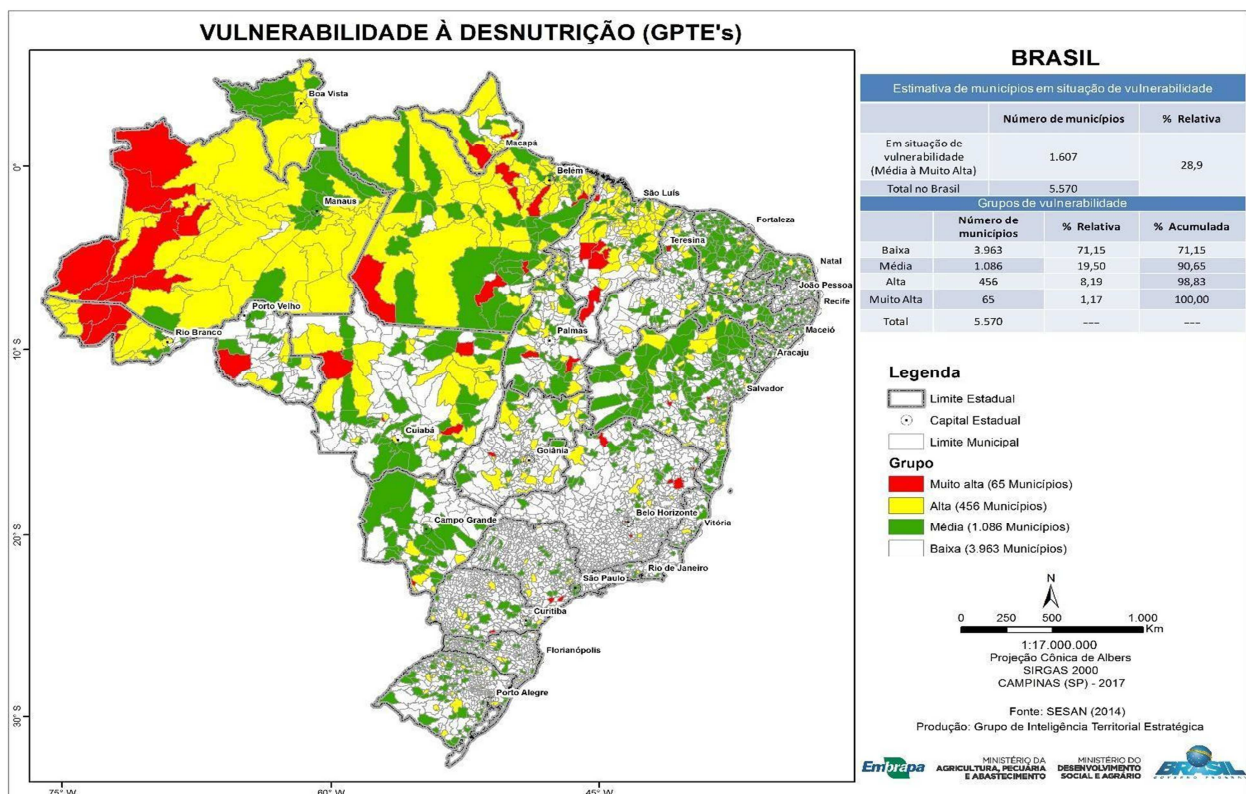 VULNERABILIDADE À DESNUTRIÇÃO (GPTE's)
Boa Vista
Macapá
0°
Belém
São Luís
Manaus
Fortaleza
Teresina
Natal
João Pessoa
Porto Velho
Recife
Rio Branco
Palmas
Maceió
10°S
Aracaju
Salvador
Cuiabá
Goiânia
Belo Horizonte
Vitória
Campo Grande
20°S
Rio de Janeiro
São Paulo
Curitiba
Florianópolis
Porto Alegre
30°S
75° W
60° W
45° W
BRASIL
Estimativa de municípios em situação de vulnerabilidade
Número de municípios % Relativa
Em situação de vulnerabilidade (Média à Muito Alta) 1.607 28,9
Total no Brasil 5.570
Grupos de vulnerabilidade
Número de municípios % Relativa % Acumulada
Baixa 3.963 71,15 71,15
Média 1.086 19,50 90,65
Alta 456 8,19 98,83
Muito Alta 65 1,17 100,00
Total 5.570 --- ---
Legenda
Limite Estadual
Capital Estadual
Limite Municipal
Grupo
Muito alta (65 Municípios)
Alta (456 Municípios)
Média (1.086 Municípios)
Baixa (3.963 Municípios)
N
0 250 500 1.000
Km
1:17.000.000
Projeção Cônica de Albers
SIRGAS 2000
CAMPINAS (SP) - 2017
Fonte: SESAN (2014)
Produção: Grupo de Inteligência Territorial Estratégica
Embrapa
MINISTÉRIO DA
AGRICULTURA, PECUÁRIA
E ABASTECIMENTO
MINISTÉRIO DO
DESENVOLVIMENTO
SOCIAL E AGRÁRIO
BRASIL
GOVERNO FEDERAL